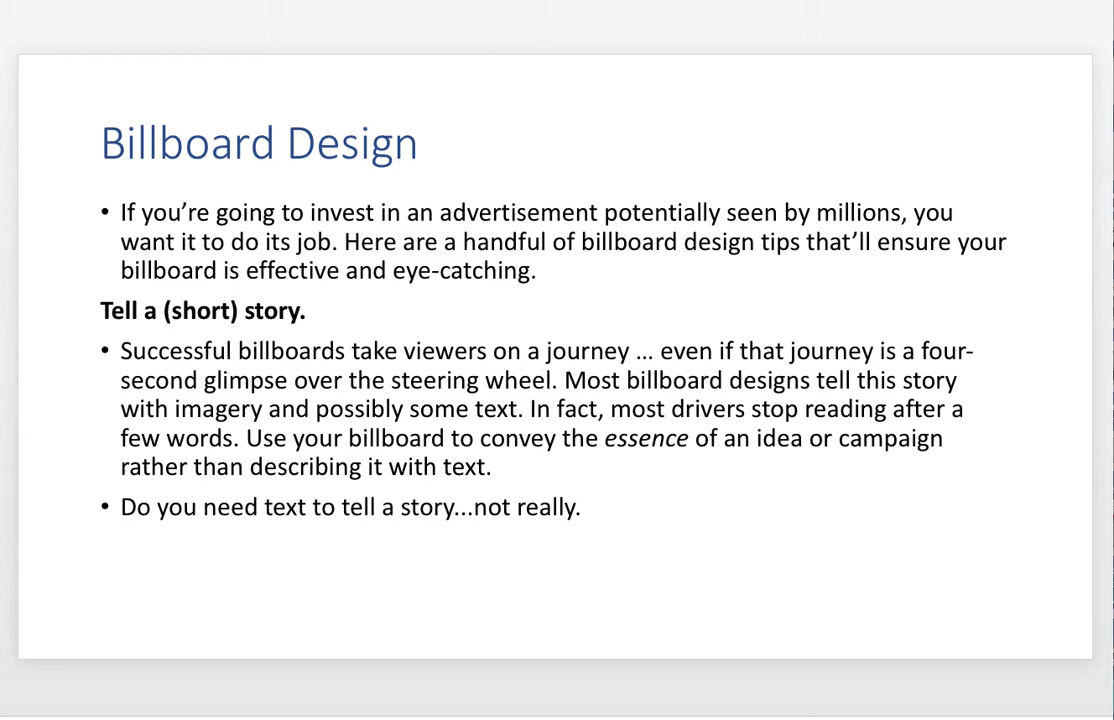 Billboard Design
• If you’re going to invest in an advertisement potentially seen by millions, you
want it to do its job. Here are a handful of billboard design tips that’ll ensure your
billboard is effective and eye-catching.
Tell a (short) story.
• Successful billboards take viewers on a journey … even if that journey is a four-
second glimpse over the steering wheel. Most billboard designs tell this story
with imagery and possibly some text. In fact, most drivers stop reading after a
few words. Use your billboard to convey the essence of an idea or campaign
rather than describing it with text.
• Do you need text to tell a story...not really.